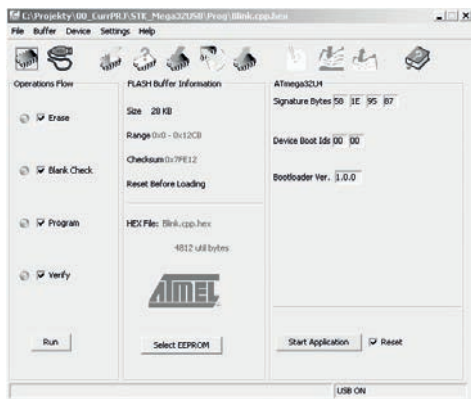 C:\Projekty\00_CurrPRJ\STK_Mega32USB\Prog\Blink.cpp.hex
File Buffer Device Settings Help
Operations Flow
Erase
Blank Check
Program
Verify
Run
FLASH Buffer Information
Size 28 KB
Range 0x0 - 0x12CB
Checksum 0x7FE12
Reset Before Loading
HEX File: Blink.cpp.hex
4812 util bytes
ATMEL
Select EEPROM
ATmega32U4
Signature Bytes 58 1E 95 87
Device Boot Ids 00 00
Bootloader Ver. 1.0.0
Start Application
Reset
USB ON